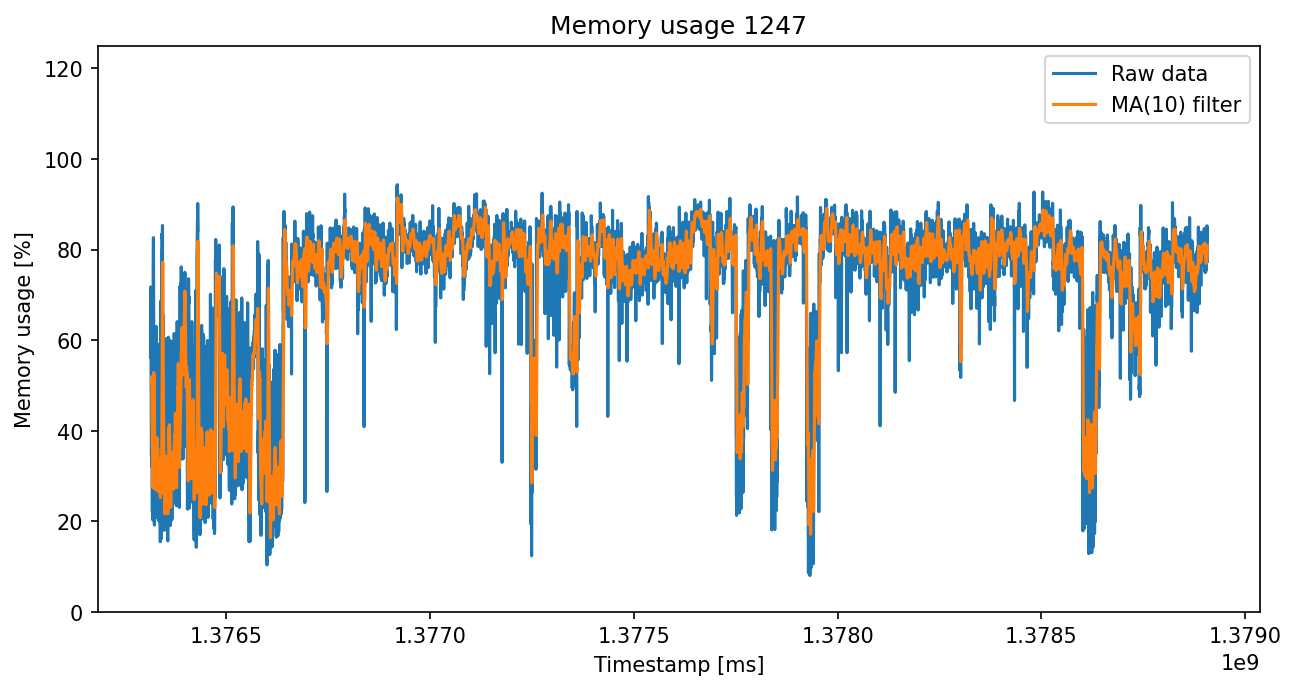 Memory usage 1247
Raw data
MA(10) filter
Memory usage [%]
120
100
80
60
40
20
0
1.3765 1.3770 1.3775 1.3780 1.3785 1.3790
1e9
Timestamp [ms]